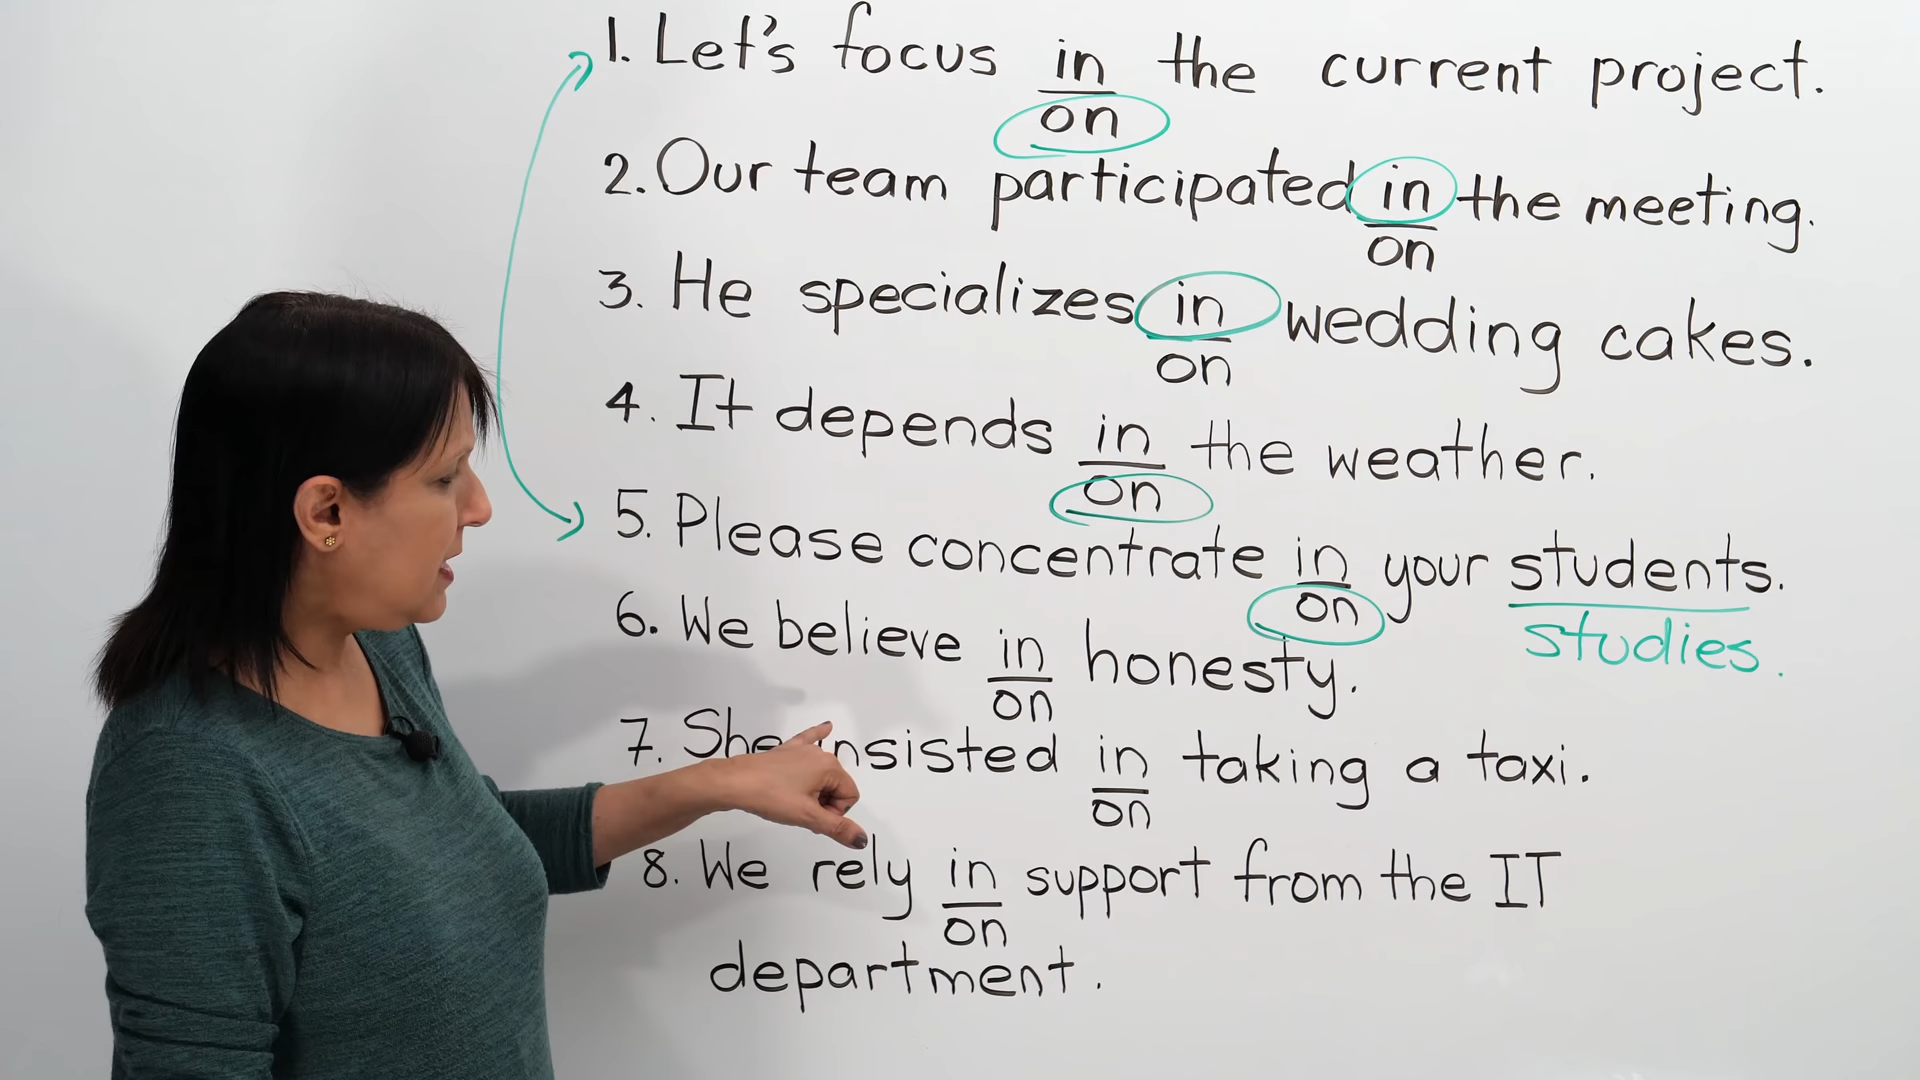 1. Let's focus in the current project.
on
2. Our team participated in the meeting.
on
3. He specializes in wedding cakes.
on
4. It depends in the weather.
on
5. Please concentrate in your students.
on
studies.
6. We believe in honesty.
on
7. She insisted in taking a taxi.
on
8. We rely in support from the IT
on
department.